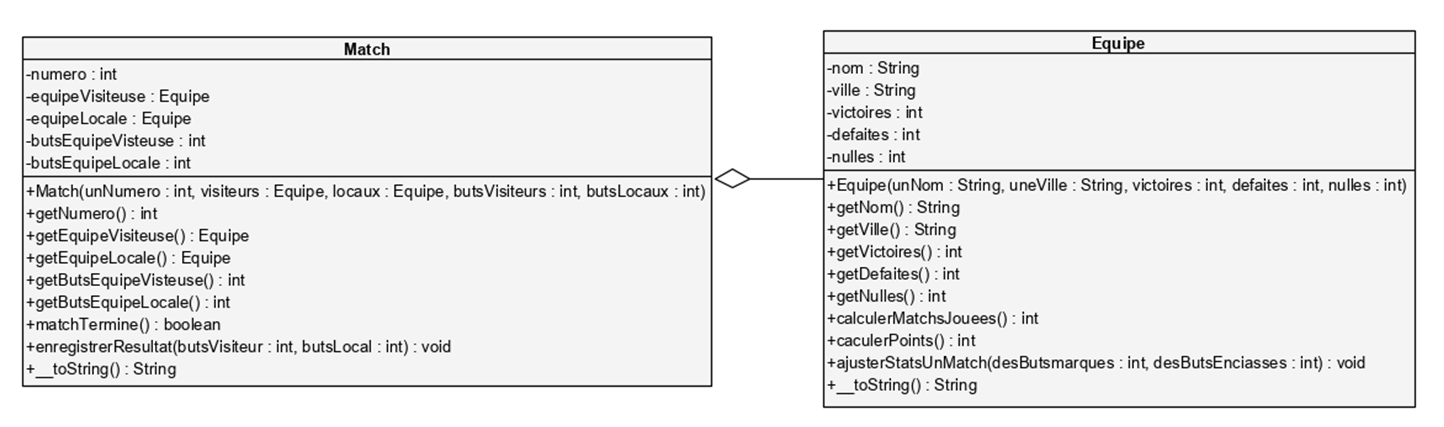 Match
-numero : int
-equipeVisiteuse : Equipe
-equipeLocale : Equipe
-butsEquipeVisteuse : int
-butsEquipeLocale : int
+Match(unNumero : int, visiteurs : Equipe, locaux : Equipe, butsVisiteurs : int, butsLocaux : int)
+getNumero() : int
+getEquipeVisiteuse() : Equipe
+getEquipeLocale() : Equipe
+getButsEquipeVisteuse() : int
+getButsEquipeLocale() : int
+matchTermine() : boolean
+enregistrerResultat(butsVisiteur : int, butsLocal : int) : void
+__toString() : String
Equipe
-nom : String
-ville : String
-victoires : int
-defaites : int
-nulles : int
+Equipe(unNom : String, uneVille : String, victoires : int, defaites : int, nulles : int)
+getNom() : String
+getVille() : String
+getVictoires() : int
+getDefaites() : int
+getNulles() : int
+calculerMatchsJouees() : int
+caculerPoints() : int
+ajusterStatsUnMatch(desButsmarques : int, desButsEnciasses : int) : void
+__toString() : String